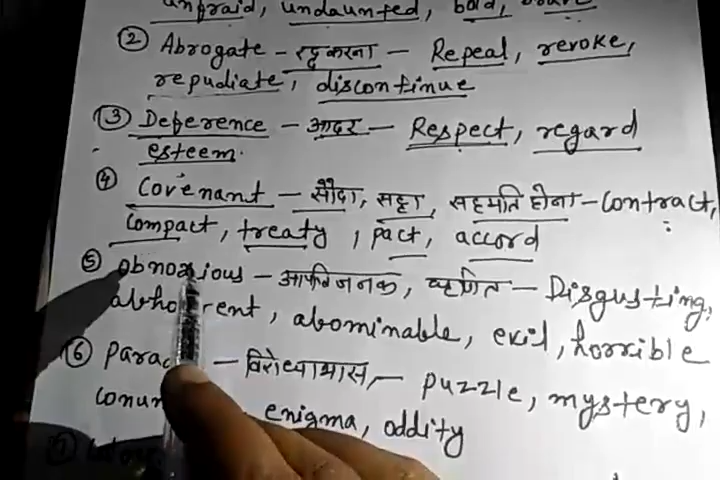 unfraid, undaunted, bold,
② Abrogate - रद्द करना - Repeal, revoke,
repudiate, discontinue
③ Deference - आदर - Respect, regard
esteem.
④ Covenant - सौदा, सट्टा, सहमति होना - contract,
compact, treaty, pact, accord
⑤ obnoxious - आपत्तिजनक, घृणित - Disgusting,
abhorrent, abominable, evil, horrible
⑥ - विरोधाभास, - puzzle, mystery,
enigma, oddity
⑦